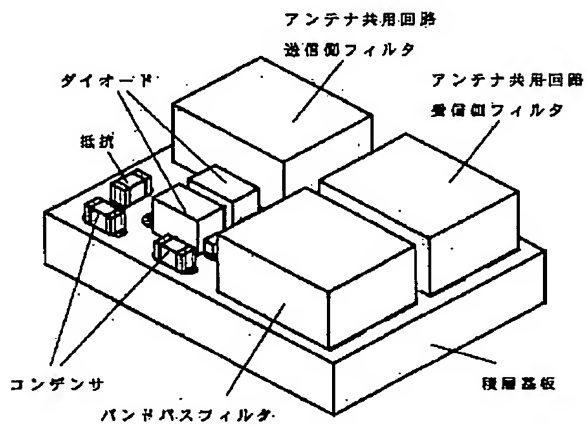 アンテナ共用回路
送信側フィルタ
アンテナ共用回路
受信側フィルタ
ダイオード
抵抗
コンデンサ
バンドパスフィルタ
積層基板